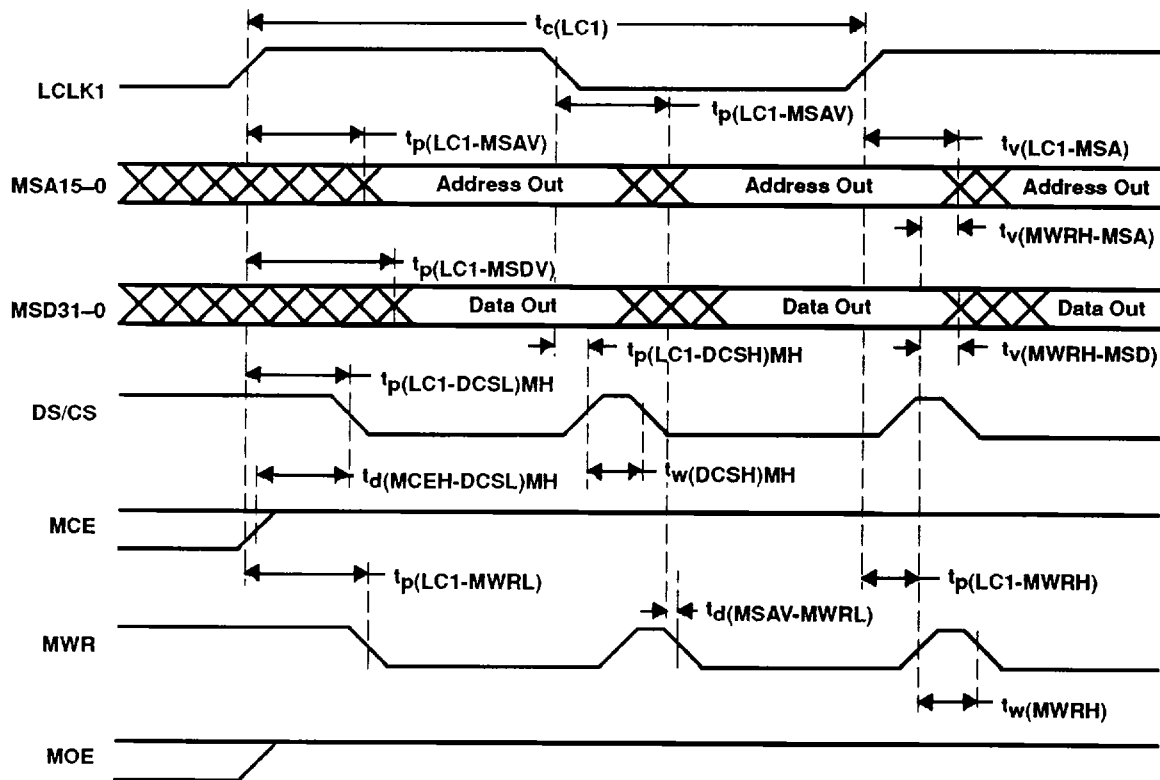 tc(LC1)
LCLK1
tp(LC1-MSAV)
tp(LC1-MSAV)
tv(LC1-MSA)
MSA15–0
Address Out
Address Out
Address Out
tv(MWRH-MSA)
tp(LC1-MSDV)
MSD31–0
Data Out
Data Out
Data Out
tp(LC1-DCSH)MH
tv(MWRH-MSD)
tp(LC1-DCSL)MH
DS/CS
td(MCEH-DCSL)MH
tw(DCSH)MH
MCE
tp(LC1-MWRL)
tp(LC1-MWRH)
td(MSAV-MWRL)
MWR
tw(MWRH)
MOE